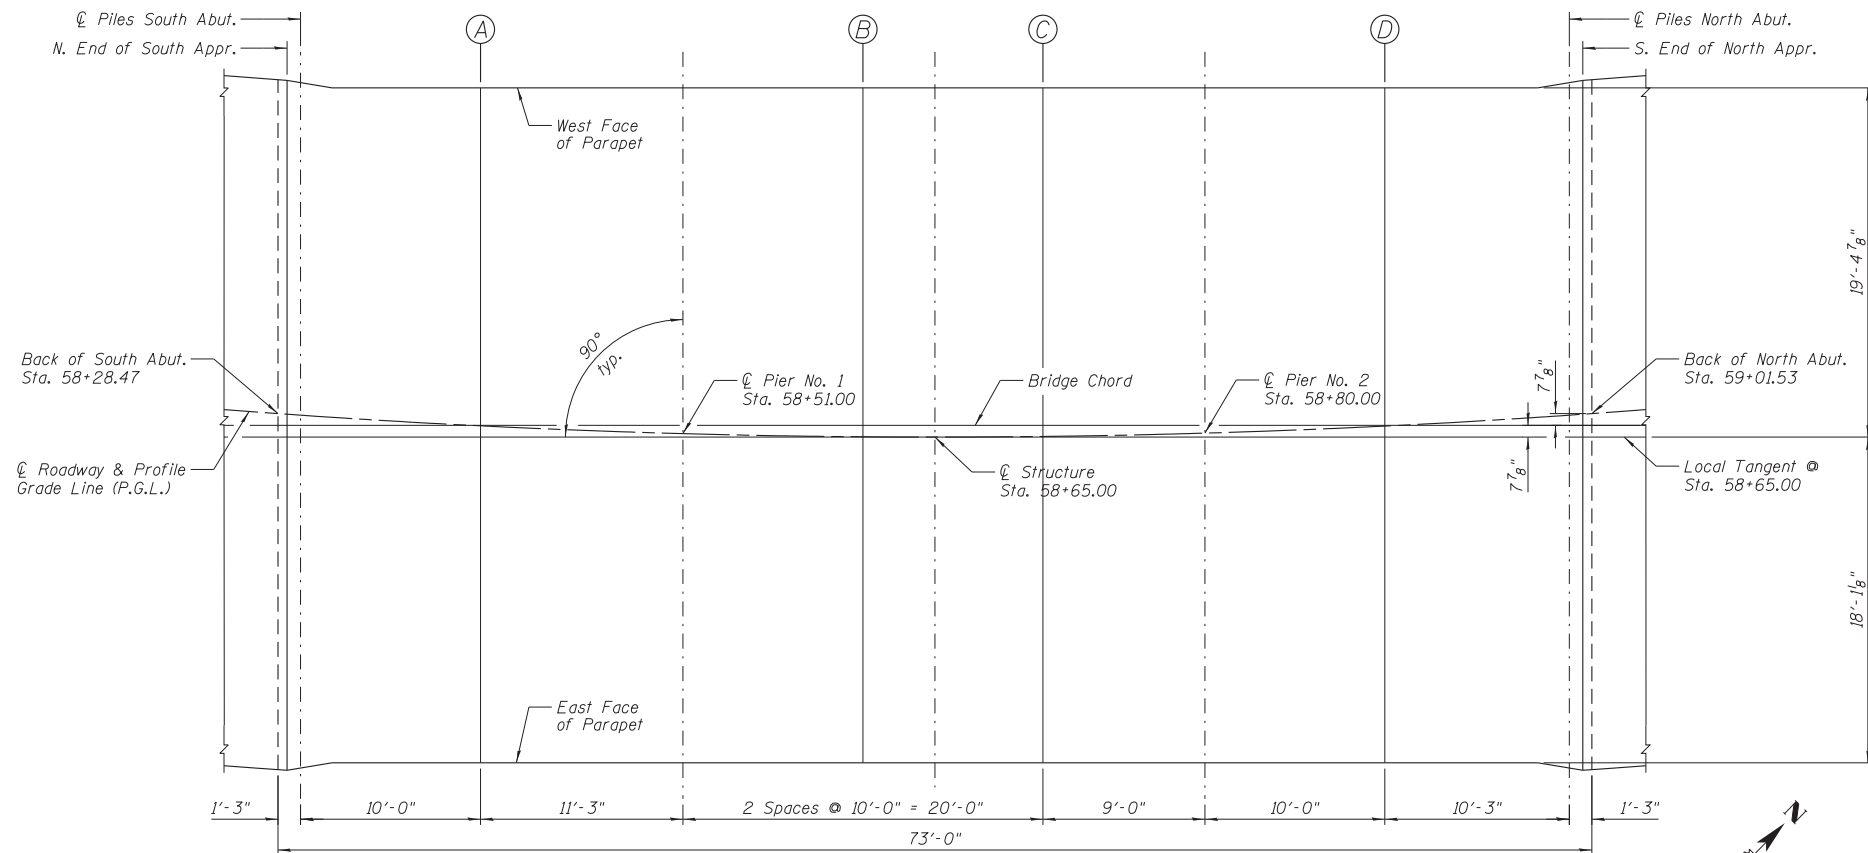 ℄ Piles South Abut.
N. End of South Appr.
A
B
C
D
℄ Piles North Abut.
S. End of North Appr.
West Face
of Parapet
19'-4 7/8"
90°
typ.
Back of South Abut.
Sta. 58+28.47
℄ Pier No. 1
Sta. 58+51.00
Bridge Chord
℄ Pier No. 2
Sta. 58+80.00
7 7/8"
Back of North Abut.
Sta. 59+01.53
℄ Roadway & Profile
Grade Line (P.G.L.)
℄ Structure
Sta. 58+65.00
7 7/8"
Local Tangent @
Sta. 58+65.00
18'-1 1/8"
East Face
of Parapet
1'-3"
10'-0"
11'-3"
2 Spaces @ 10'-0" = 20'-0"
9'-0"
10'-0"
10'-3"
1'-3"
73'-0"
N